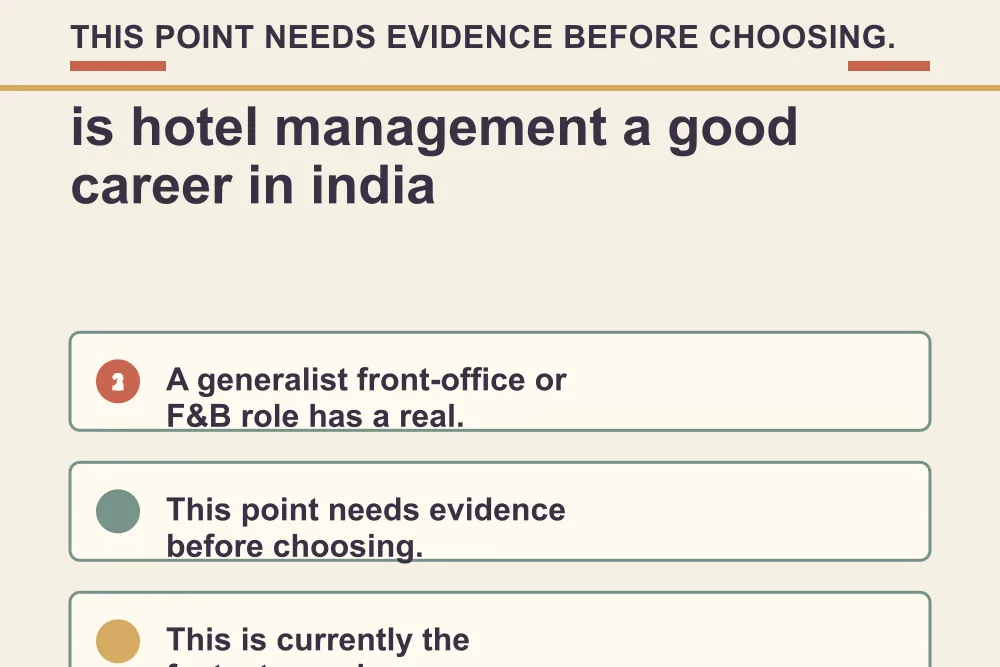 THIS POINT NEEDS EVIDENCE BEFORE CHOOSING.
is hotel management a good
career in india
A generalist front-office or
F&B role has a real.
This point needs evidence
before choosing.
This is currently the